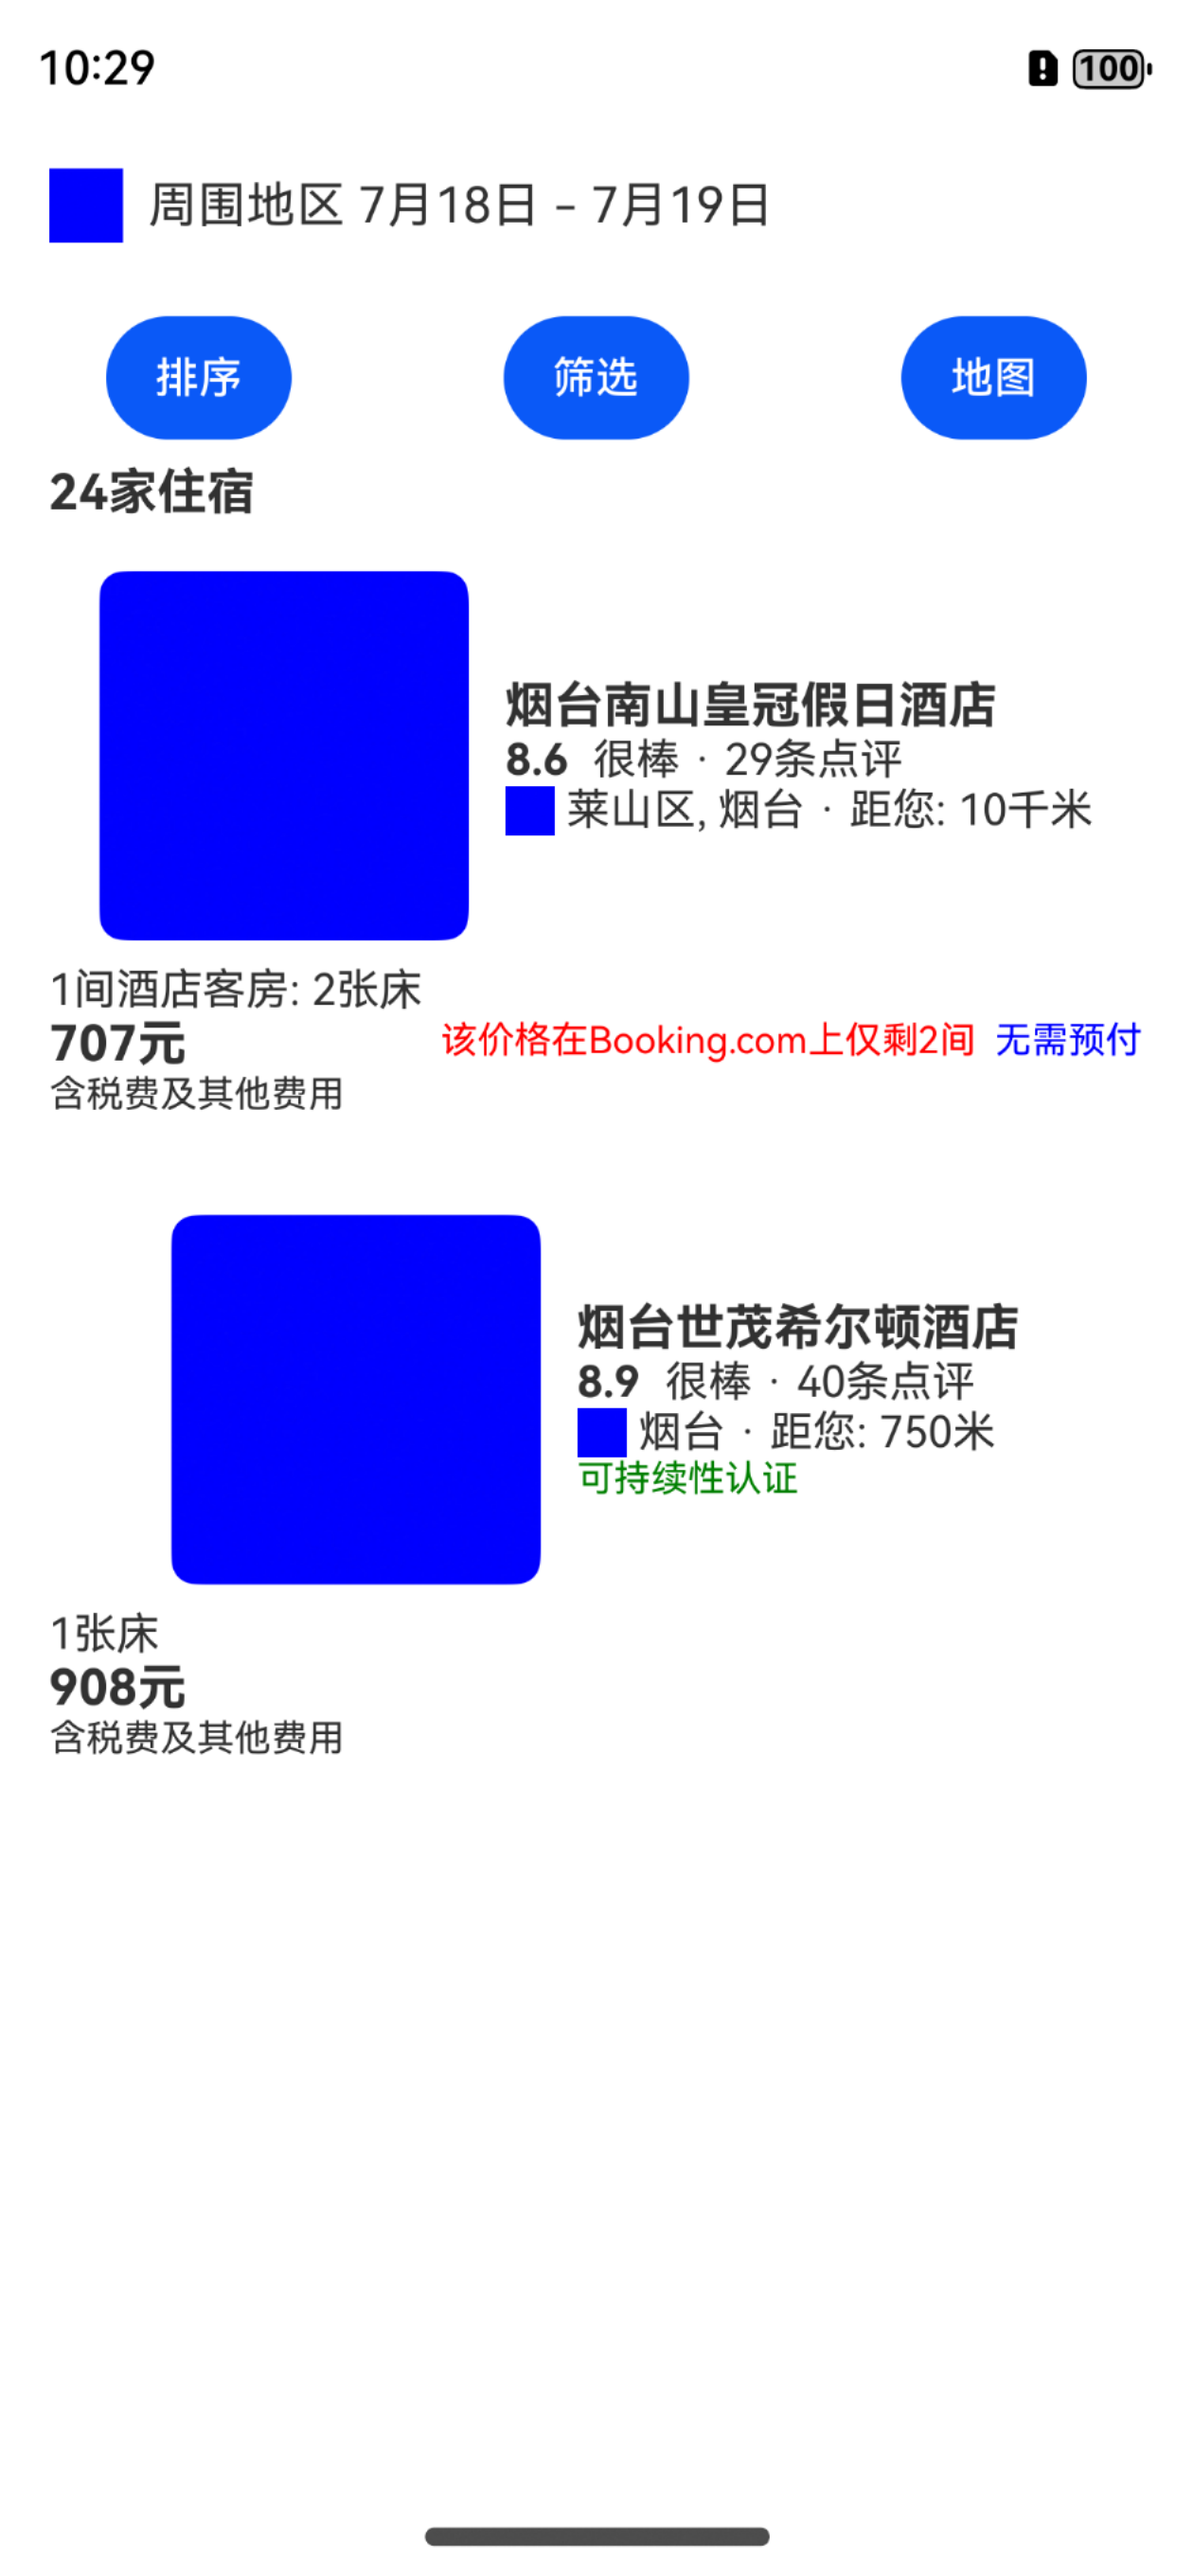 10:29
100
周围地区 7月18日 - 7月19日
排序
筛选
地图
24家住宿
烟台南山皇冠假日酒店
8.6 很棒 · 29条点评
莱山区, 烟台 · 距您: 10千米
1间酒店客房: 2张床
707元
该价格在Booking.com上仅剩2间 无需预付
含税费及其他费用
烟台世茂希尔顿酒店
8.9 很棒 · 40条点评
烟台 · 距您: 750米
可持续性认证
1张床
908元
含税费及其他费用